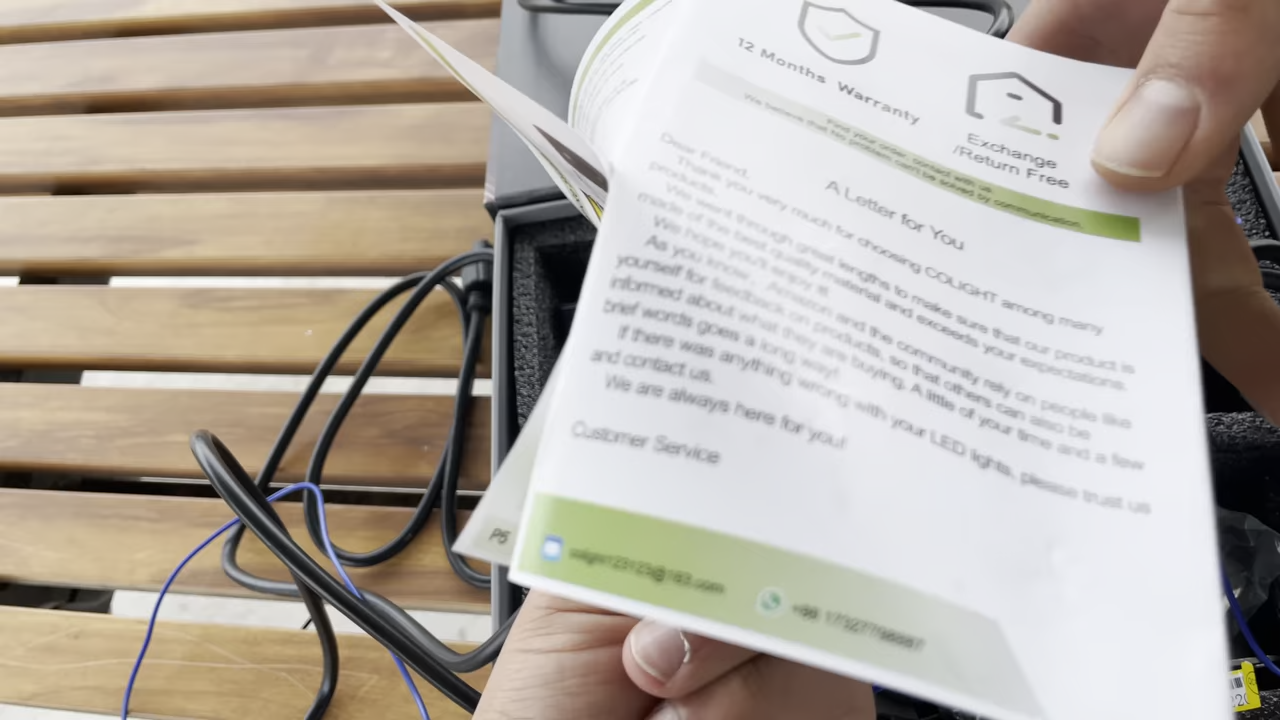 12 Months Warranty
Exchange
/Return Free
Find your order, contact with us
We believe that No problem can't be solved by communication.
A Letter for You
Dear Friend,
Thank you very much for choosing COLIGHT among many
products.
We went through great lengths to make sure that our product is
made of the best quality material and exceeds your expectations.
We hope you'll enjoy it.
As you know, Amazon and the community rely on people like
yourself for feedback on products, so that others can also be
informed about what they are buying. A little of your time and a few
brief words goes a long way!
If there was anything wrong with your LED lights, please trust us
and contact us.
We are always here for you!
Customer Service
P5